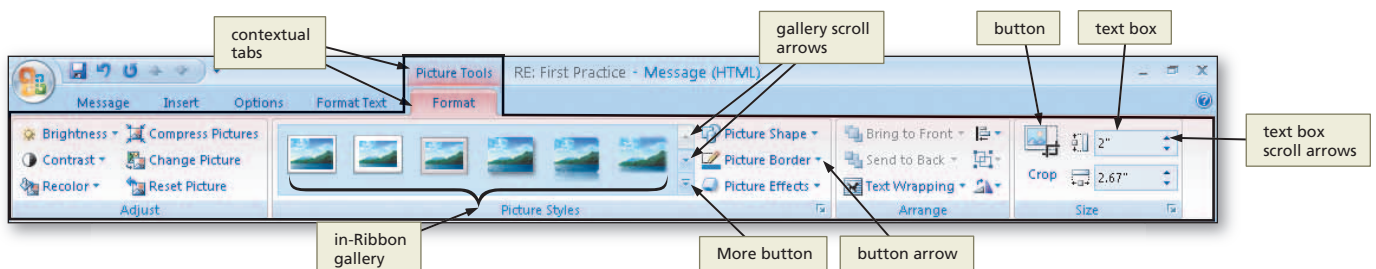 contextual
tabs
gallery scroll
arrows
button
text box
Picture Tools
RE: First Practice - Message (HTML)
Message
Insert
Options
Format Text
Format
Brightness
Compress Pictures
Picture Shape
Bring to Front
2"
text box
scroll arrows
Contrast
Change Picture
Picture Border
Send to Back
Crop
2.67"
Recolor
Reset Picture
Picture Effects
Text Wrapping
Adjust
Picture Styles
Arrange
Size
in-Ribbon
gallery
More button
button arrow